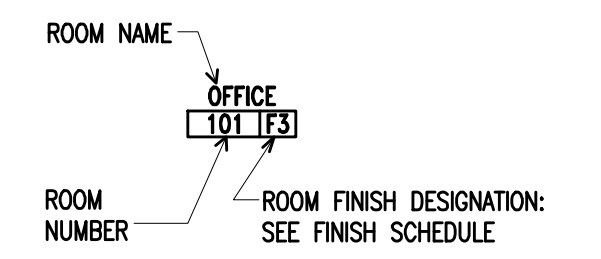 ROOM NAME
OFFICE
101 F3
ROOM
NUMBER
ROOM FINISH DESIGNATION:
SEE FINISH SCHEDULE